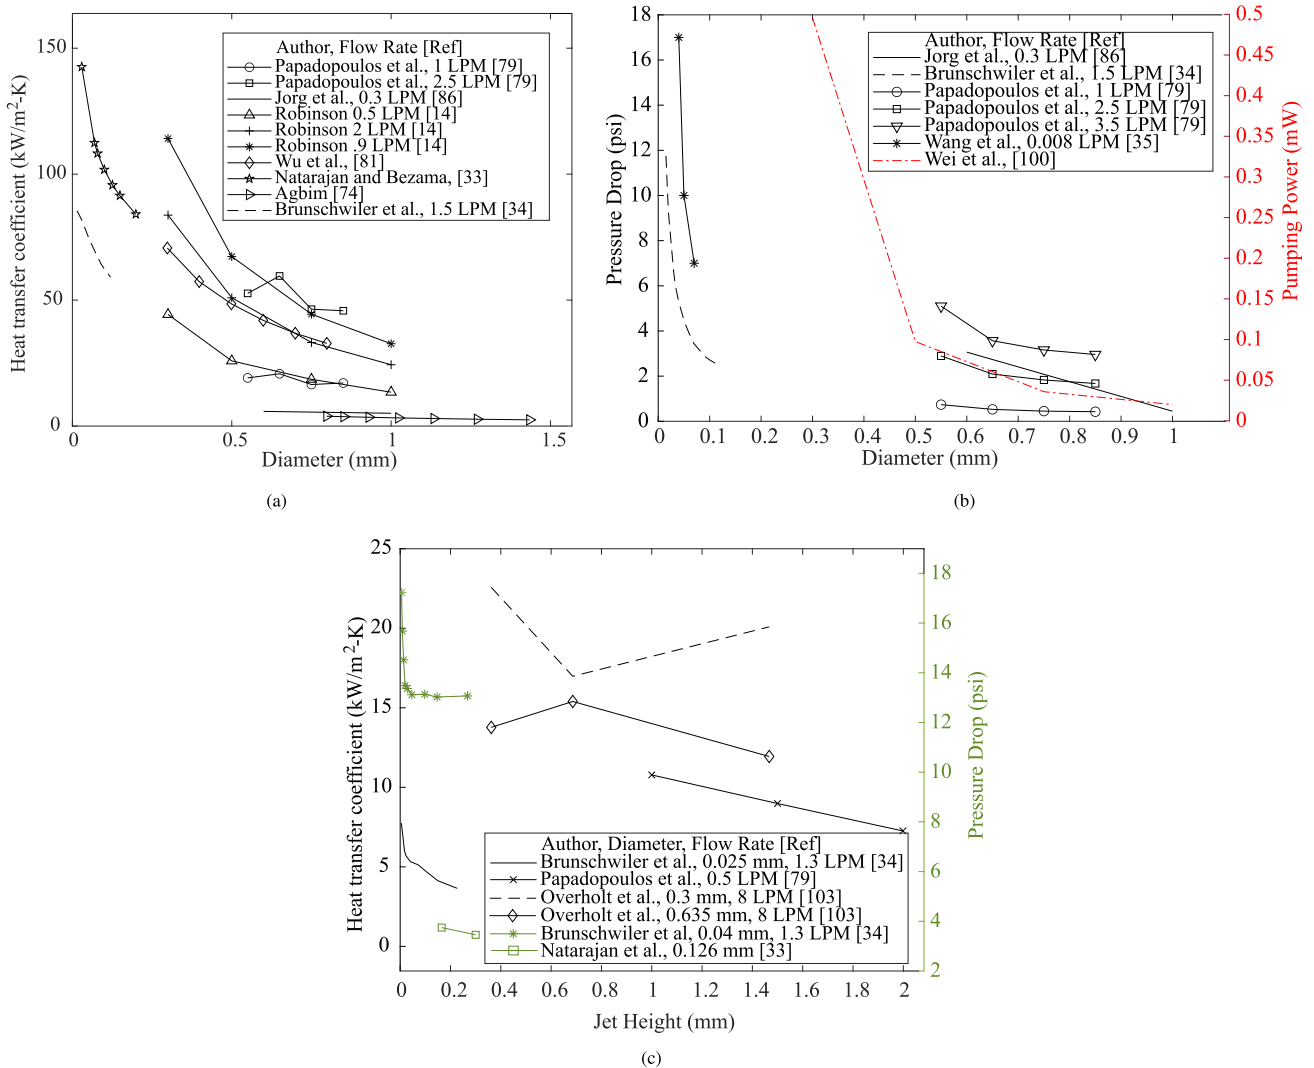 150
100
50
0
0
0.5
1
1.5
Heat transfer coefficient (kW/m2-K)
Diameter (mm)
Author, Flow Rate [Ref]
Papadopoulos et al., 1 LPM [79]
Papadopoulos et al., 2.5 LPM [79]
Jorg et al., 0.3 LPM [86]
Robinson 0.5 LPM [14]
Robinson 2 LPM [14]
Robinson .9 LPM [14]
Wu et al., [81]
Natarajan and Bezama, [33]
Agbim [74]
Brunschwiler et al., 1.5 LPM [34]
(a)
18
16
14
12
10
8
6
4
2
0
0 0.1 0.2 0.3 0.4 0.5 0.6 0.7 0.8 0.9 1
Pressure Drop (psi)
Diameter (mm)
Author, Flow Rate [Ref]
Jorg et al., 0.3 LPM [86]
Brunschwiler et al., 1.5 LPM [34]
Papadopoulos et al., 1 LPM [79]
Papadopoulos et al., 2.5 LPM [79]
Papadopoulos et al., 3.5 LPM [79]
Wang et al., 0.008 LPM [35]
Wei et al., [100]
0.5
0.45
0.4
0.35
0.3
0.25
0.2
0.15
0.1
0.05
0
Pumping Power (mW)
(b)
25
20
15
10
5
0
Heat transfer coefficient (kW/m2-K)
0 0.2 0.4 0.6 0.8 1 1.2 1.4 1.6 1.8 2
Jet Height (mm)
Author, Diameter, Flow Rate [Ref]
Brunschwiler et al., 0.025 mm, 1.3 LPM [34]
Papadopoulos et al., 0.5 LPM [79]
Overholt et al., 0.3 mm, 8 LPM [103]
Overholt et al., 0.635 mm, 8 LPM [103]
Brunschwiler et al, 0.04 mm, 1.3 LPM [34]
Natarajan et al., 0.126 mm [33]
18
16
14
12
10
8
6
4
2
Pressure Drop (psi)
(c)